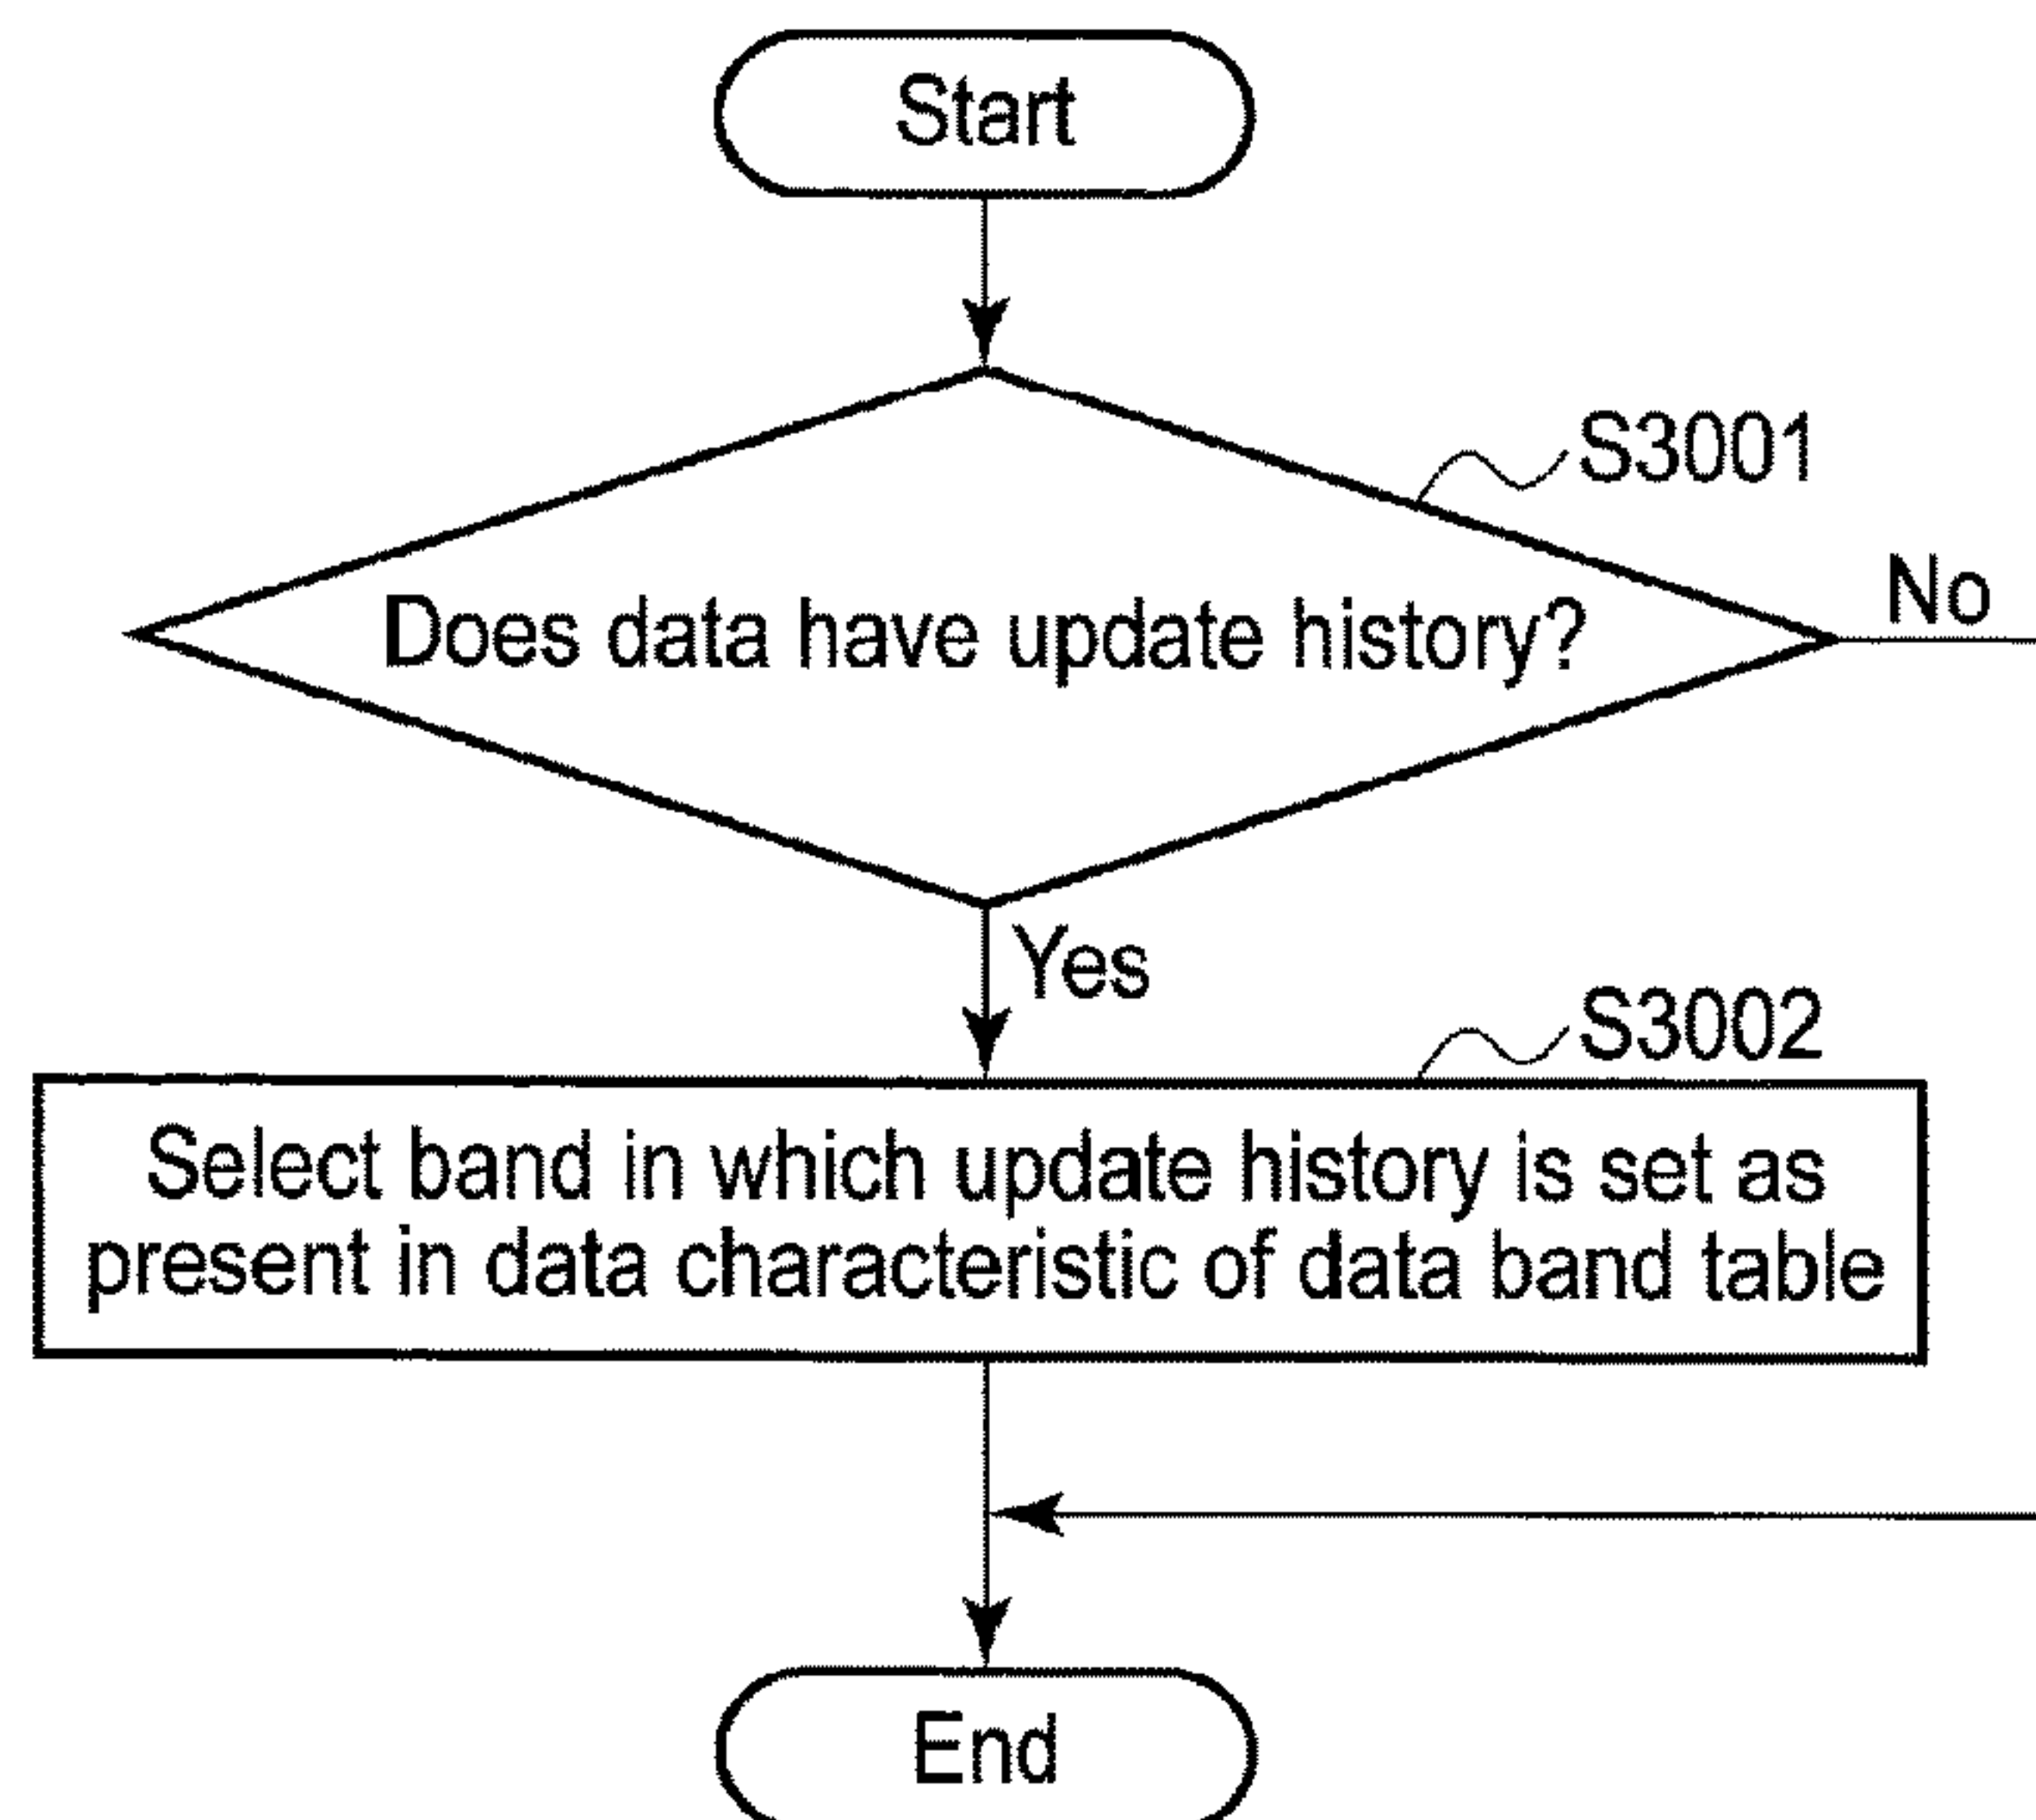 Start
S3001
No
Does data have update history?
Yes
S3002
Select band in which update history is set as
present in data characteristic of data band table
End